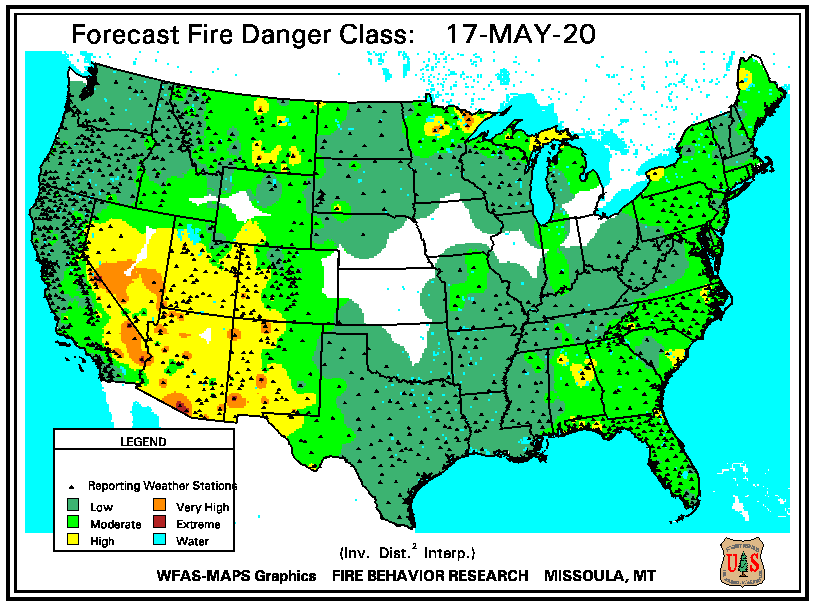 Forecast Fire Danger Class: 17-MAY-20
LEGEND
Reporting Weather Stations
Low
Very High
Moderate
Extreme
High
Water
(Inv. Dist.² Interp.)
WFAS-MAPS Graphics FIRE BEHAVIOR RESEARCH MISSOULA, MT
U S